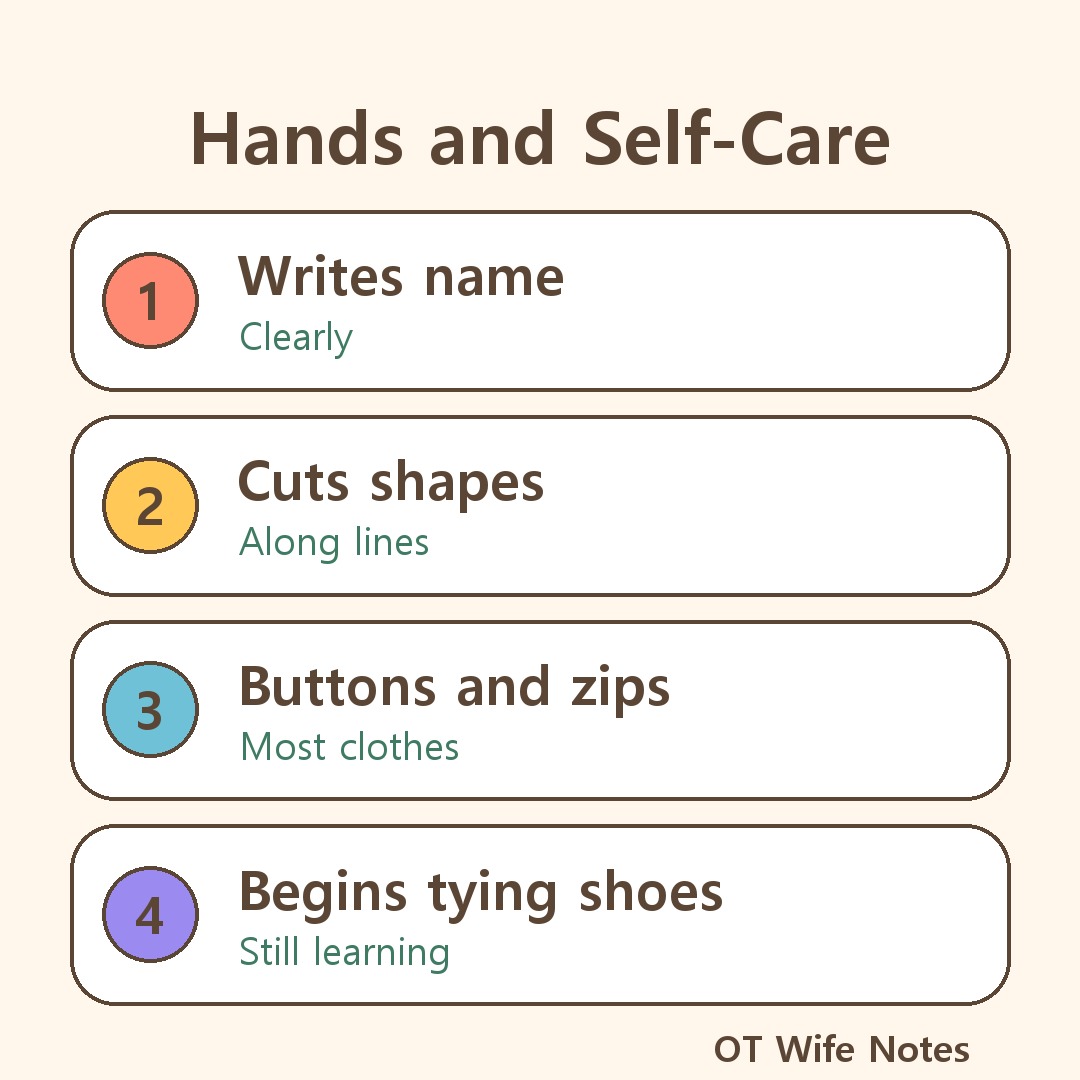 Hands and Self-Care
1
Writes name
Clearly
2
Cuts shapes
Along lines
3
Buttons and zips
Most clothes
4
Begins tying shoes
Still learning
OT Wife Notes